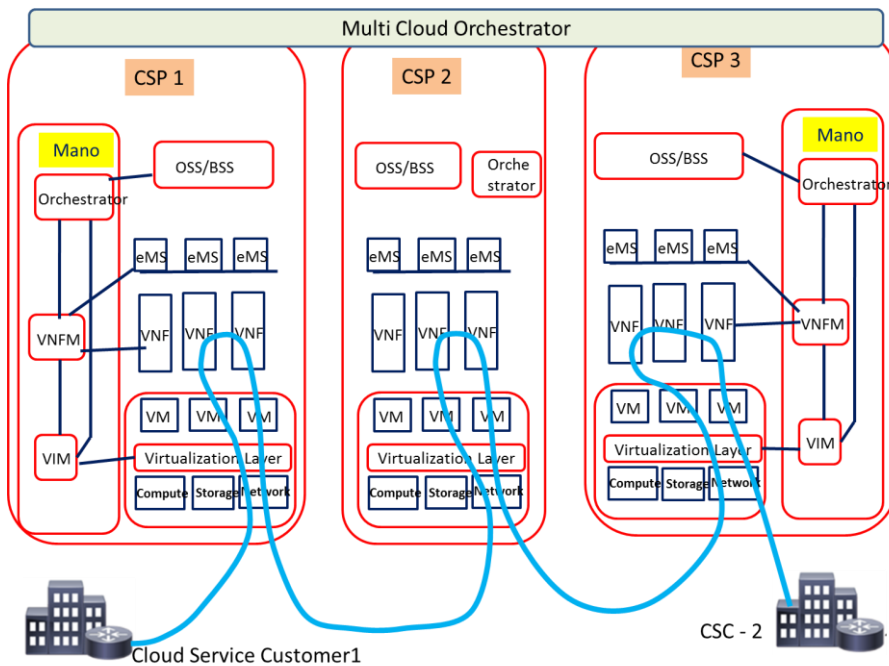 Multi Cloud Orchestrator
CSP 1
CSP 2
CSP 3
Mano
OSS/BSS
Orchestrator
eMS eMS eMS
VNF VNF VNF
VNFM
VM VM VM
VIM
Virtualization Layer
Compute Storage Network
OSS/BSS
Orche
strator
eMS eMS eMS
VNF VNF VNF
VM VM VM
Virtualization Layer
Compute Storage Network
OSS/BSS
Mano
Orchestrator
eMS eMS eMS
VNF VNF VNF
VNFM
VM VM VM
VIM
Virtualization Layer
Compute Storage Network
Cloud Service Customer1
CSC - 2